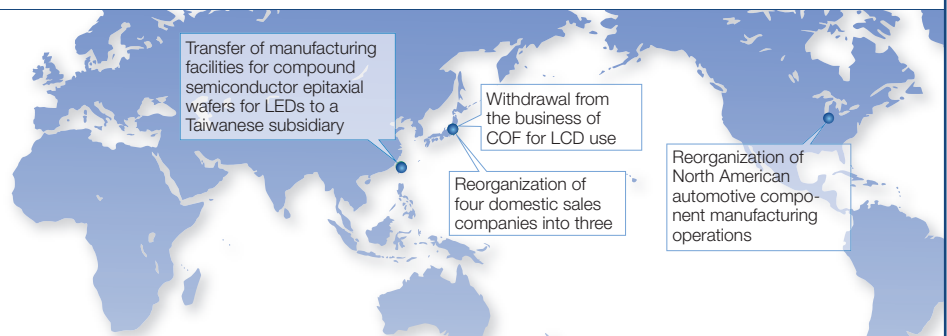 Transfer of manufacturing
facilities for compound
semiconductor epitaxial
wafers for LEDs to a
Taiwanese subsidiary
Withdrawal from
the business of
COF for LCD use
Reorganization of
four domestic sales
companies into three
Reorganization of
North American
automotive compo-
nent manufacturing
operations